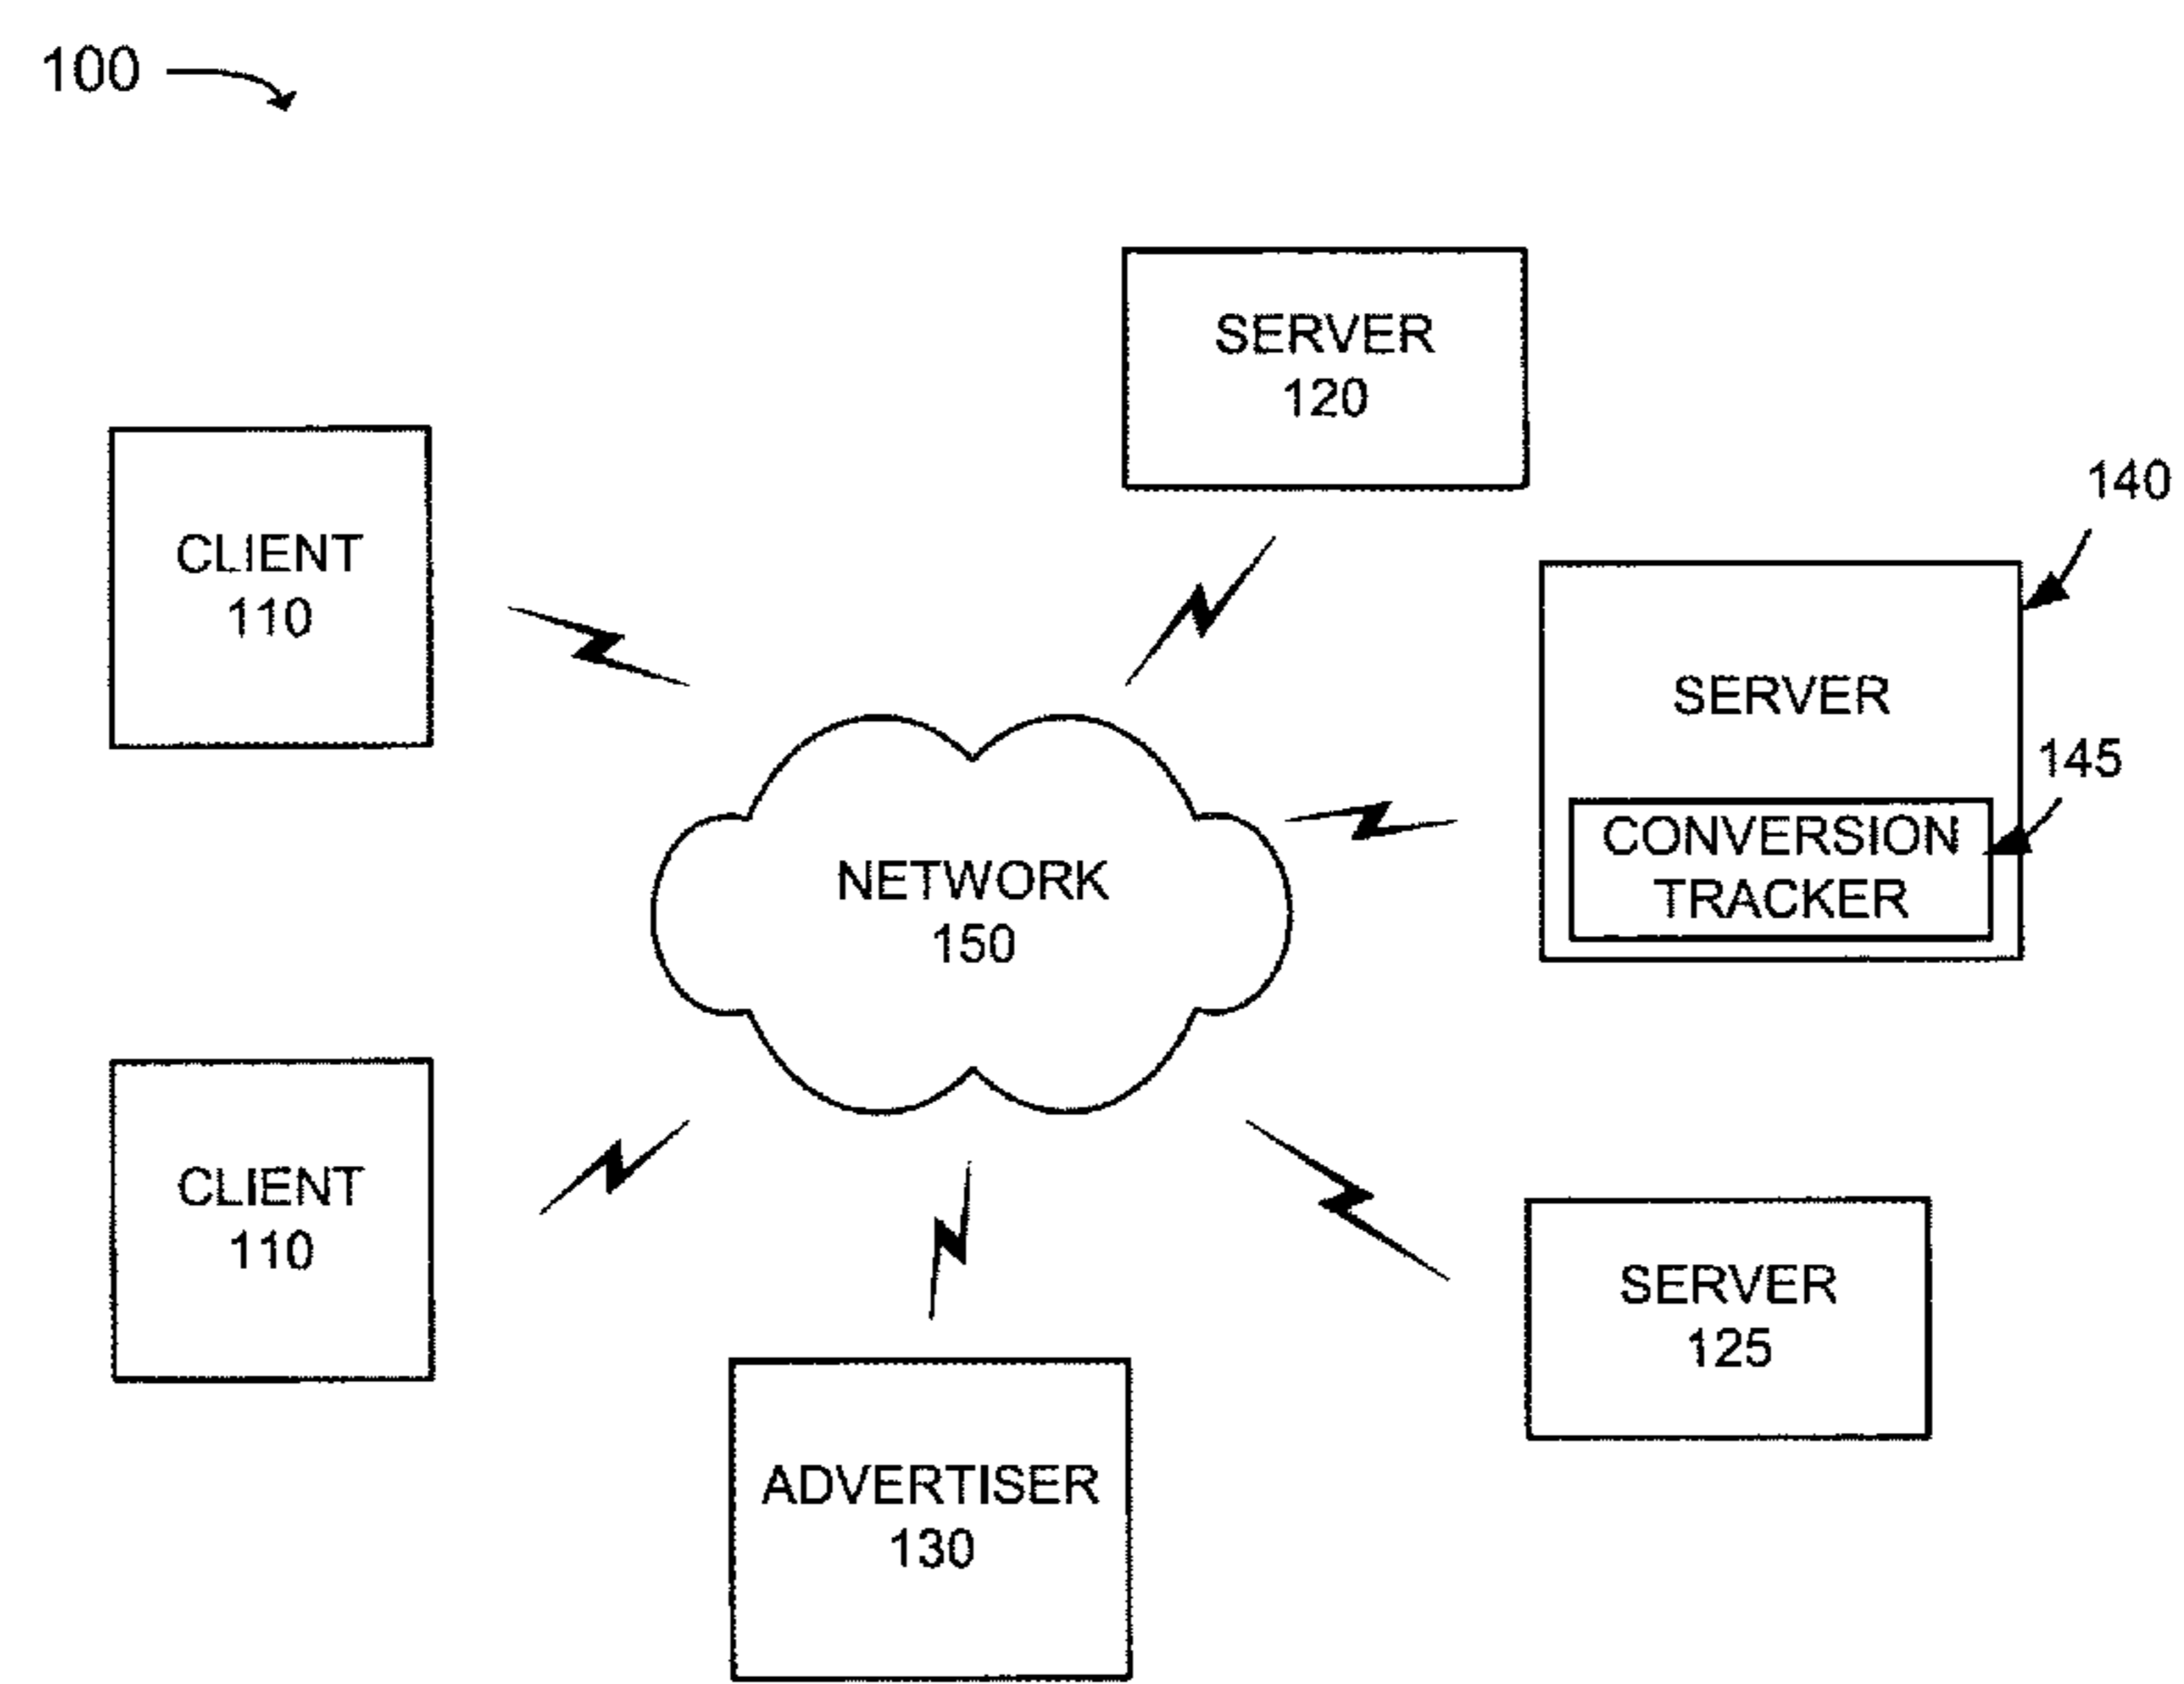 100
SERVER
120
140
CLIENT
110
SERVER
145
CONVERSION
TRACKER
NETWORK
150
CLIENT
110
SERVER
125
ADVERTISER
130